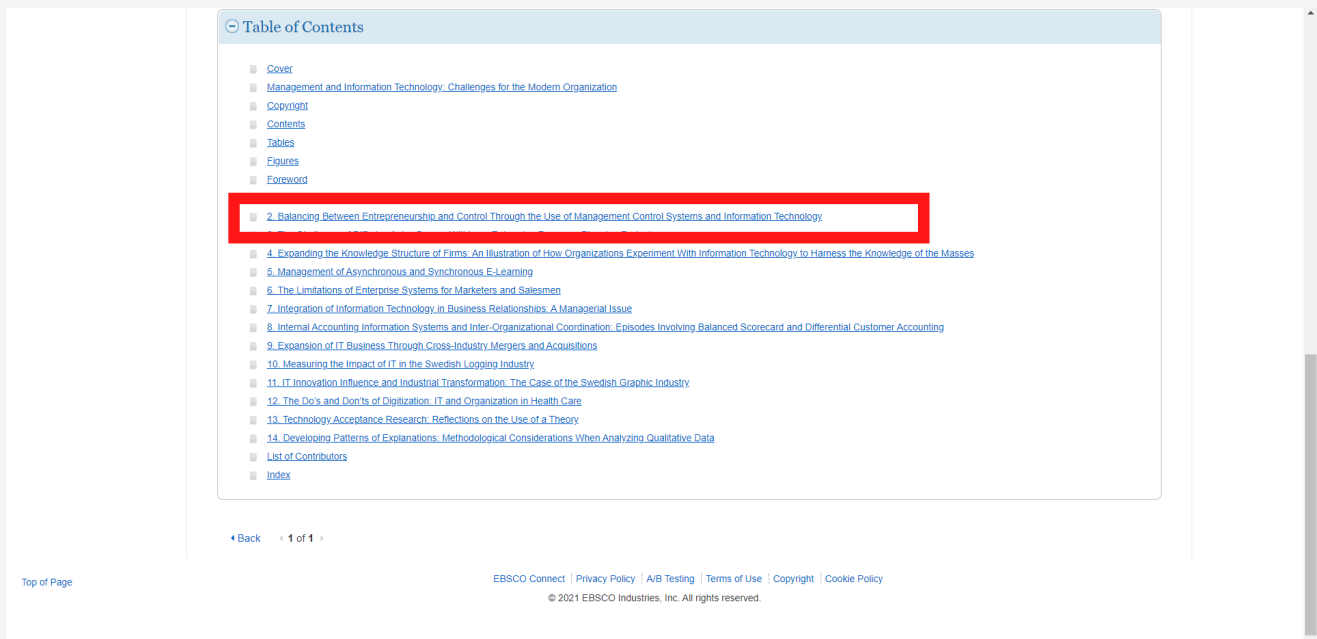 Table of Contents
Cover
Management and Information Technology: Challenges for the Modern Organization
Copyright
Contents
Tables
Figures
Foreword
2. Balancing Between Entrepreneurship and Control Through the Use of Management Control Systems and Information Technology
4. Expanding the Knowledge Structure of Firms: An Illustration of How Organizations Experiment With Information Technology to Harness the Knowledge of the Masses
5. Management of Asynchronous and Synchronous E-Learning
6. The Limitations of Enterprise Systems for Marketers and Salesmen
7. Integration of Information Technology in Business Relationships: A Managerial Issue
8. Internal Accounting Information Systems and Inter-Organizational Coordination: Episodes Involving Balanced Scorecard and Differential Customer Accounting
9. Expansion of IT Business Through Cross-Industry Mergers and Acquisitions
10. Measuring the Impact of IT in the Swedish Logging Industry
11. IT Innovation Influence and Industrial Transformation: The Case of the Swedish Graphic Industry
12. The Do's and Don'ts of Digitization: IT and Organization in Health Care
13. Technology Acceptance Research: Reflections on the Use of a Theory
14. Developing Patterns of Explanations: Methodological Considerations When Analyzing Qualitative Data
List of Contributors
Index
Back 1 of 1
Top of Page
EBSCO Connect Privacy Policy A/B Testing Terms of Use Copyright Cookie Policy
© 2021 EBSCO Industries, Inc. All rights reserved.